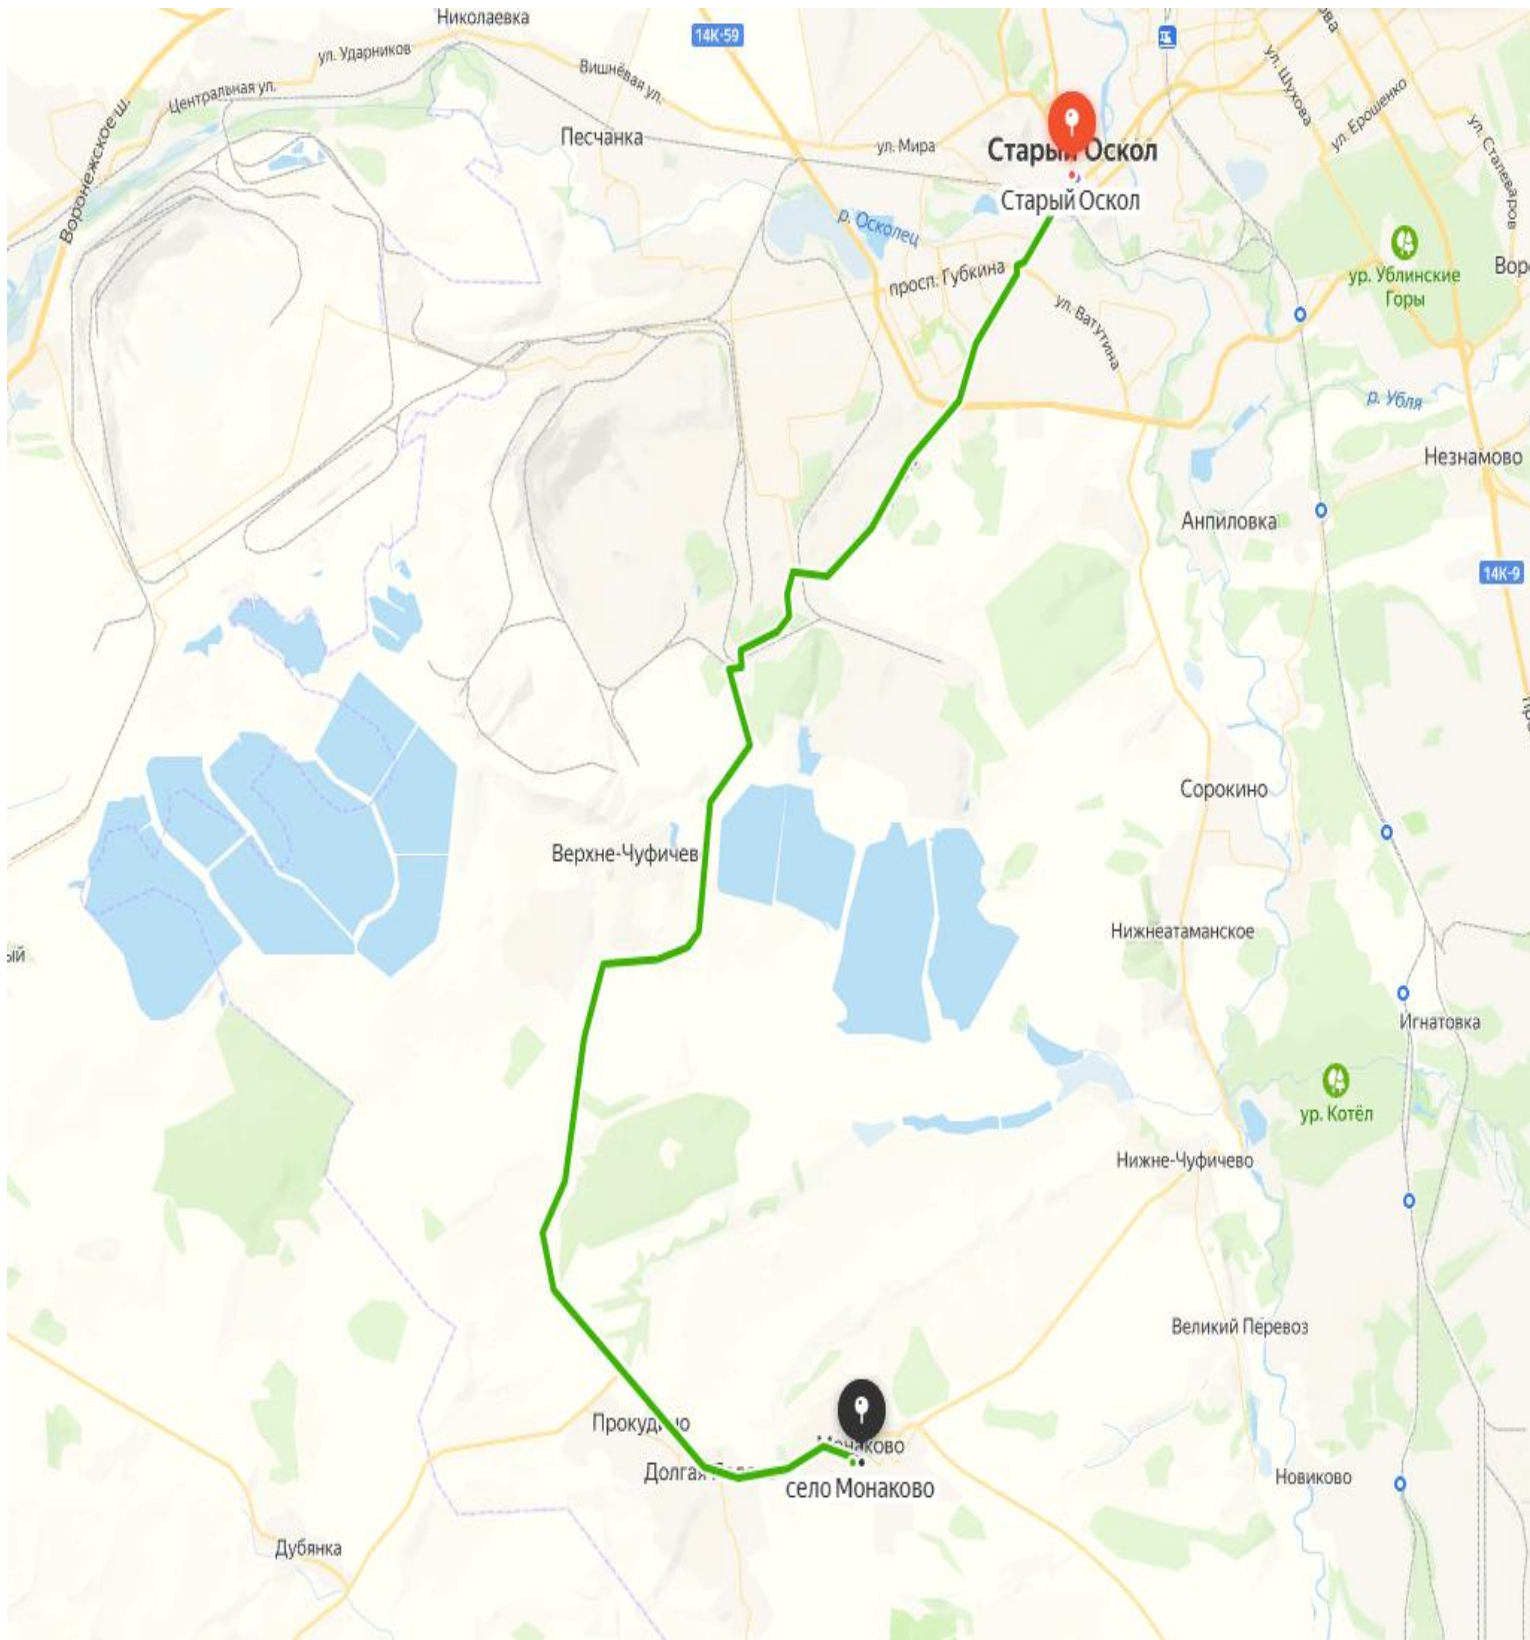 Николаевка
14К-59
ул. Ударников
Вишнёвая ул.
Центральная ул.
ул. Шухова
ул. Ерошенко
ул. Сталеваров
Воронежское ш.
Песчанка
ул. Мира
Старый Оскол
Старый Оскол
р. Осколец
просп. Губкина
ул. Ватутина
ур. Ублинские
Горы
р. Убля
Незнамово
Анпиловка
14К-9
Сорокино
Верхне-Чуфичев
Нижнеатаманское
Игнатовка
ур. Котёл
Нижне-Чуфичево
Великий Перевоз
Монаково
Долгая
село Монаково
Новиково
Дубянка